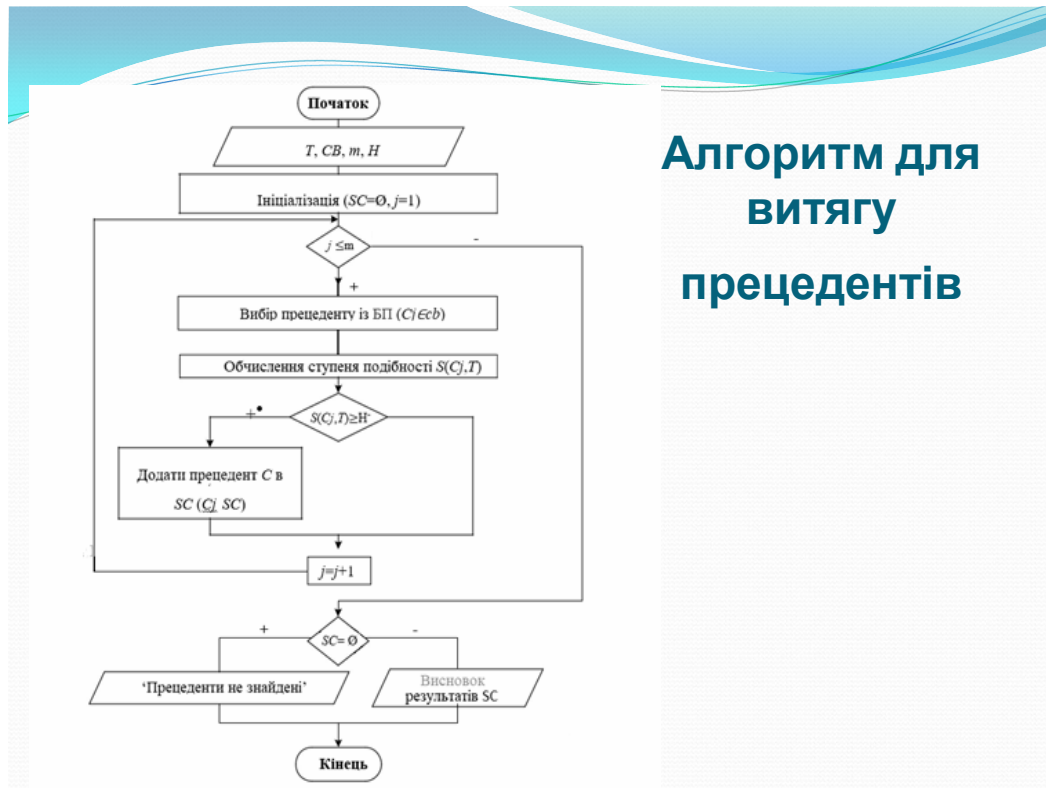 Алгоритм для
витягу
прецедентів
Початок
T, CB, m, H
Ініціалізація (SC=Ø, j=1)
j ≤m
-
+
Вибір прецеденту із БП (Cj∈cb)
Обчислення ступеня подібності S(Cj,T)
S(Cj,T)≥H
+
Додати прецедент C в
SC (Cj SC)
j=j+1
SC= Ø
+
-
‘Прецеденти не знайдені’
Висновок
результатів SC
Кінець